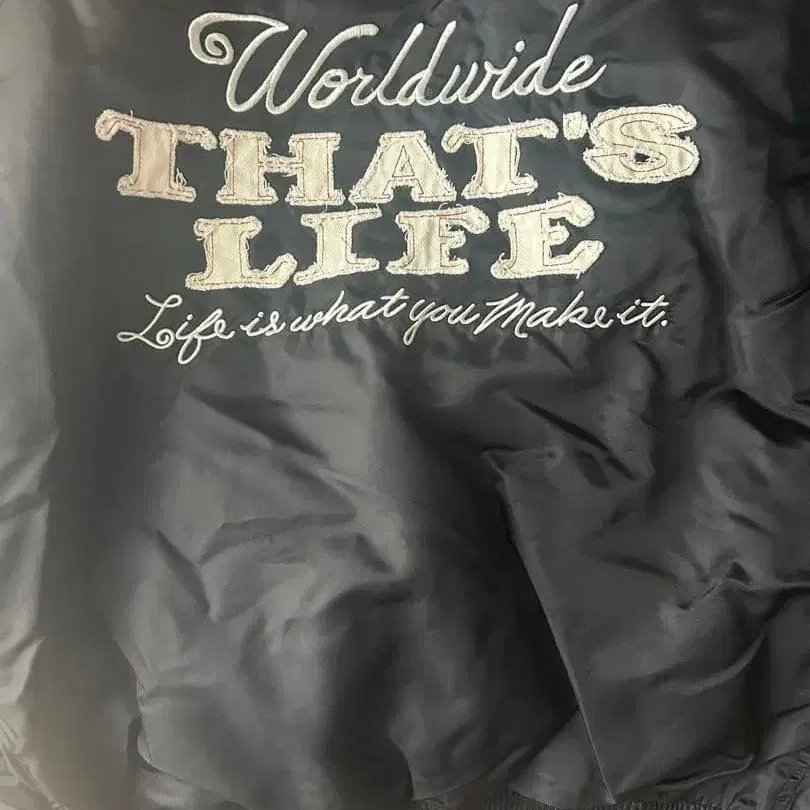 Worldwide
THAT'S
LIFE
Life is what you Make it.